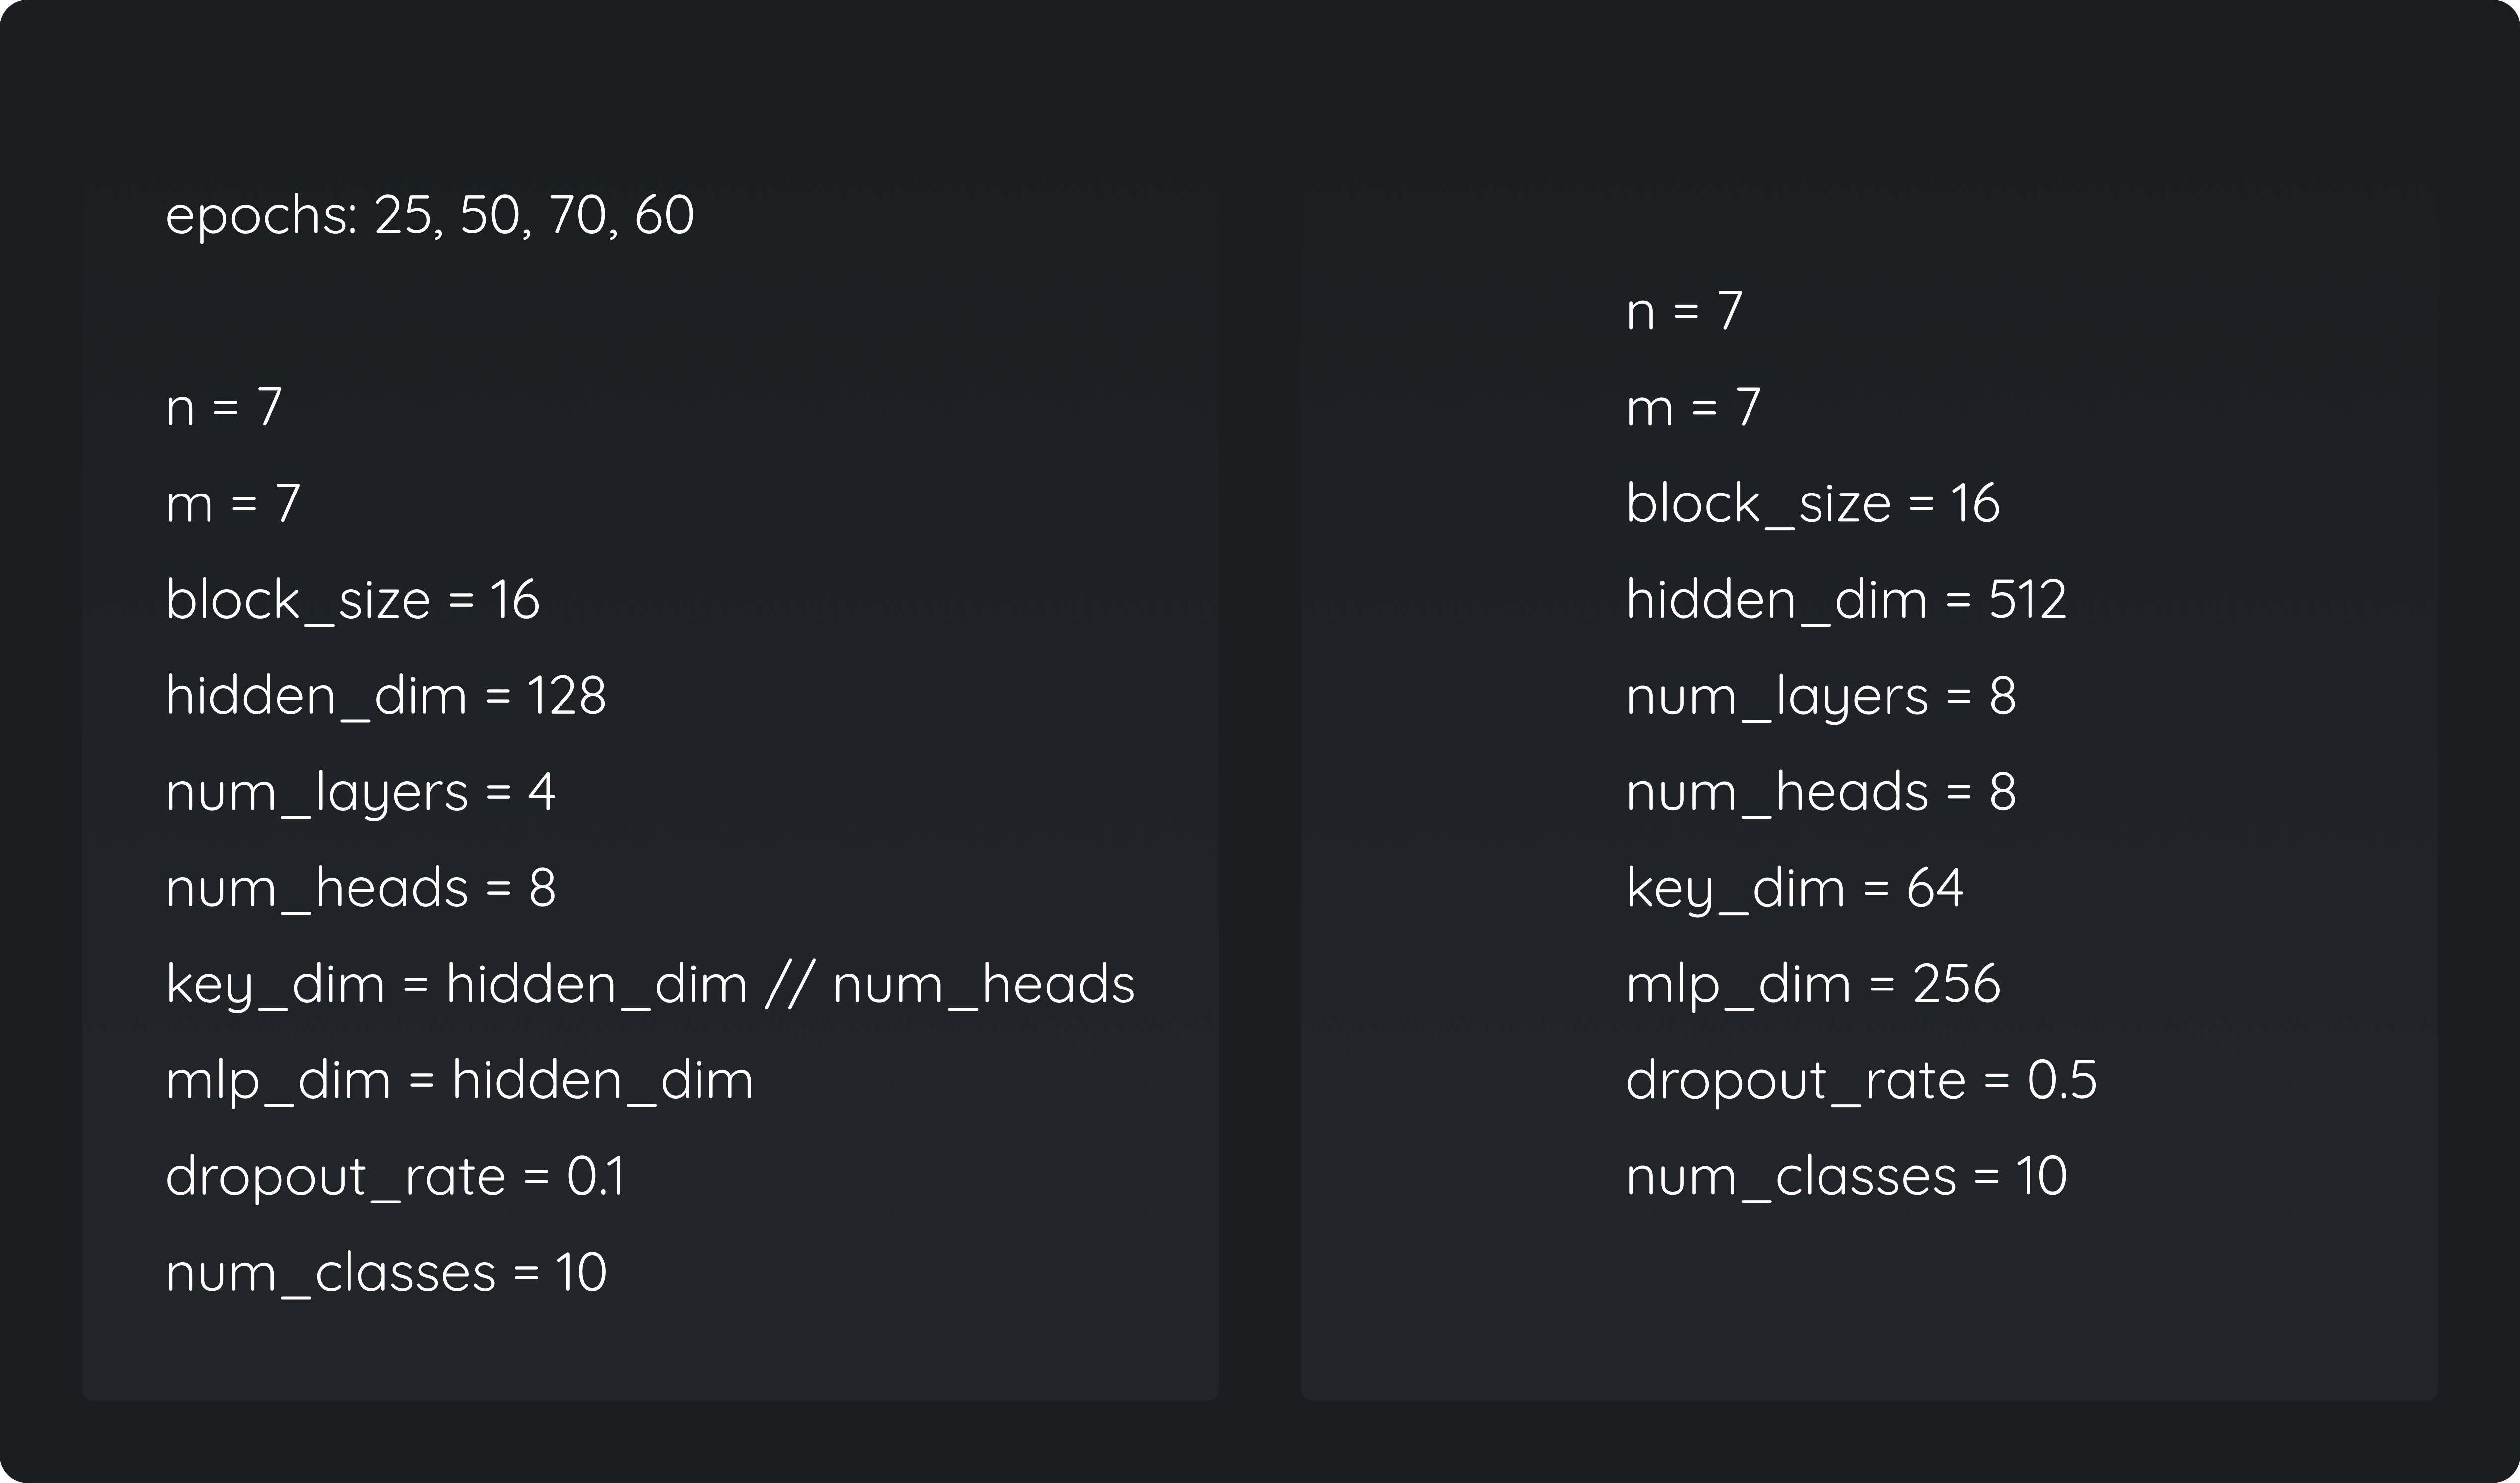 epochs: 25, 50, 70, 60
n = 7
m = 7
block_size = 16
hidden_dim = 128
num_layers = 4
num_heads = 8
key_dim = hidden_dim // num_heads
mlp_dim = hidden_dim
dropout_rate = 0.1
num_classes = 10
n = 7
m = 7
block_size = 16
hidden_dim = 512
num_layers = 8
num_heads = 8
key_dim = 64
mlp_dim = 256
dropout_rate = 0.5
num_classes = 10